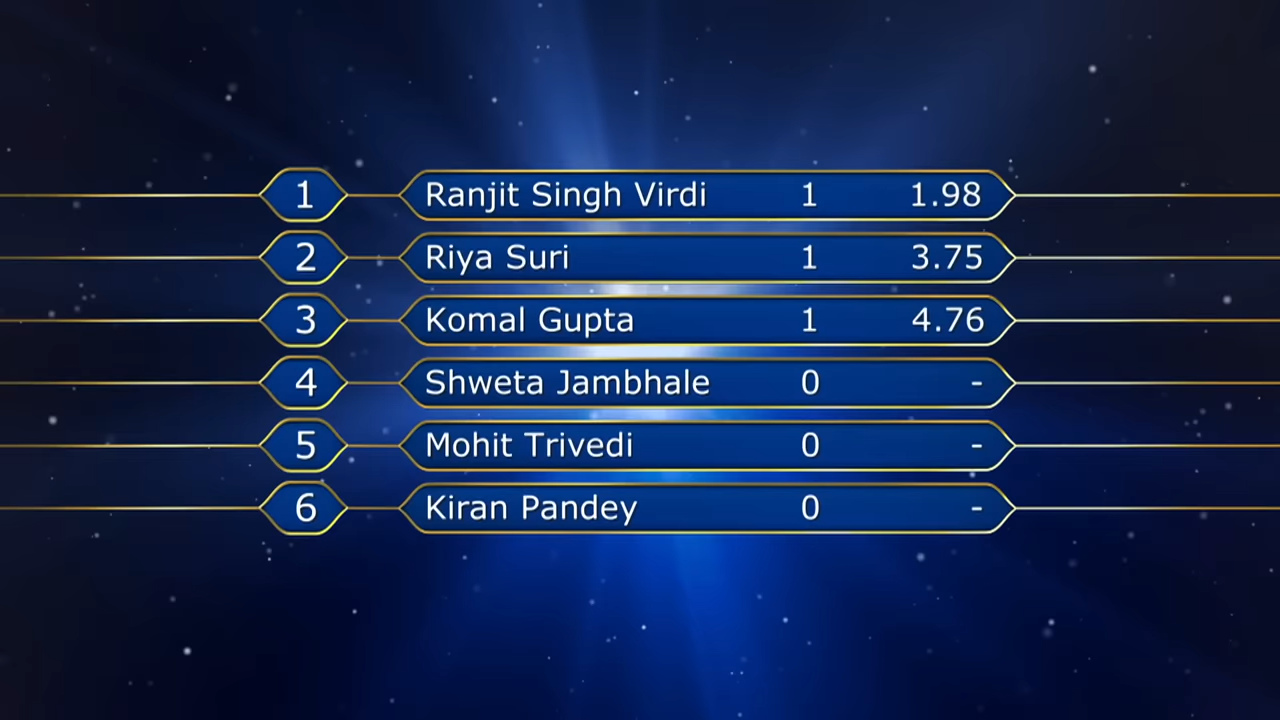 1 Ranjit Singh Virdi 1 1.98
2 Riya Suri 1 3.75
3 Komal Gupta 1 4.76
4 Shweta Jambhale 0 -
5 Mohit Trivedi 0 -
6 Kiran Pandey 0 -